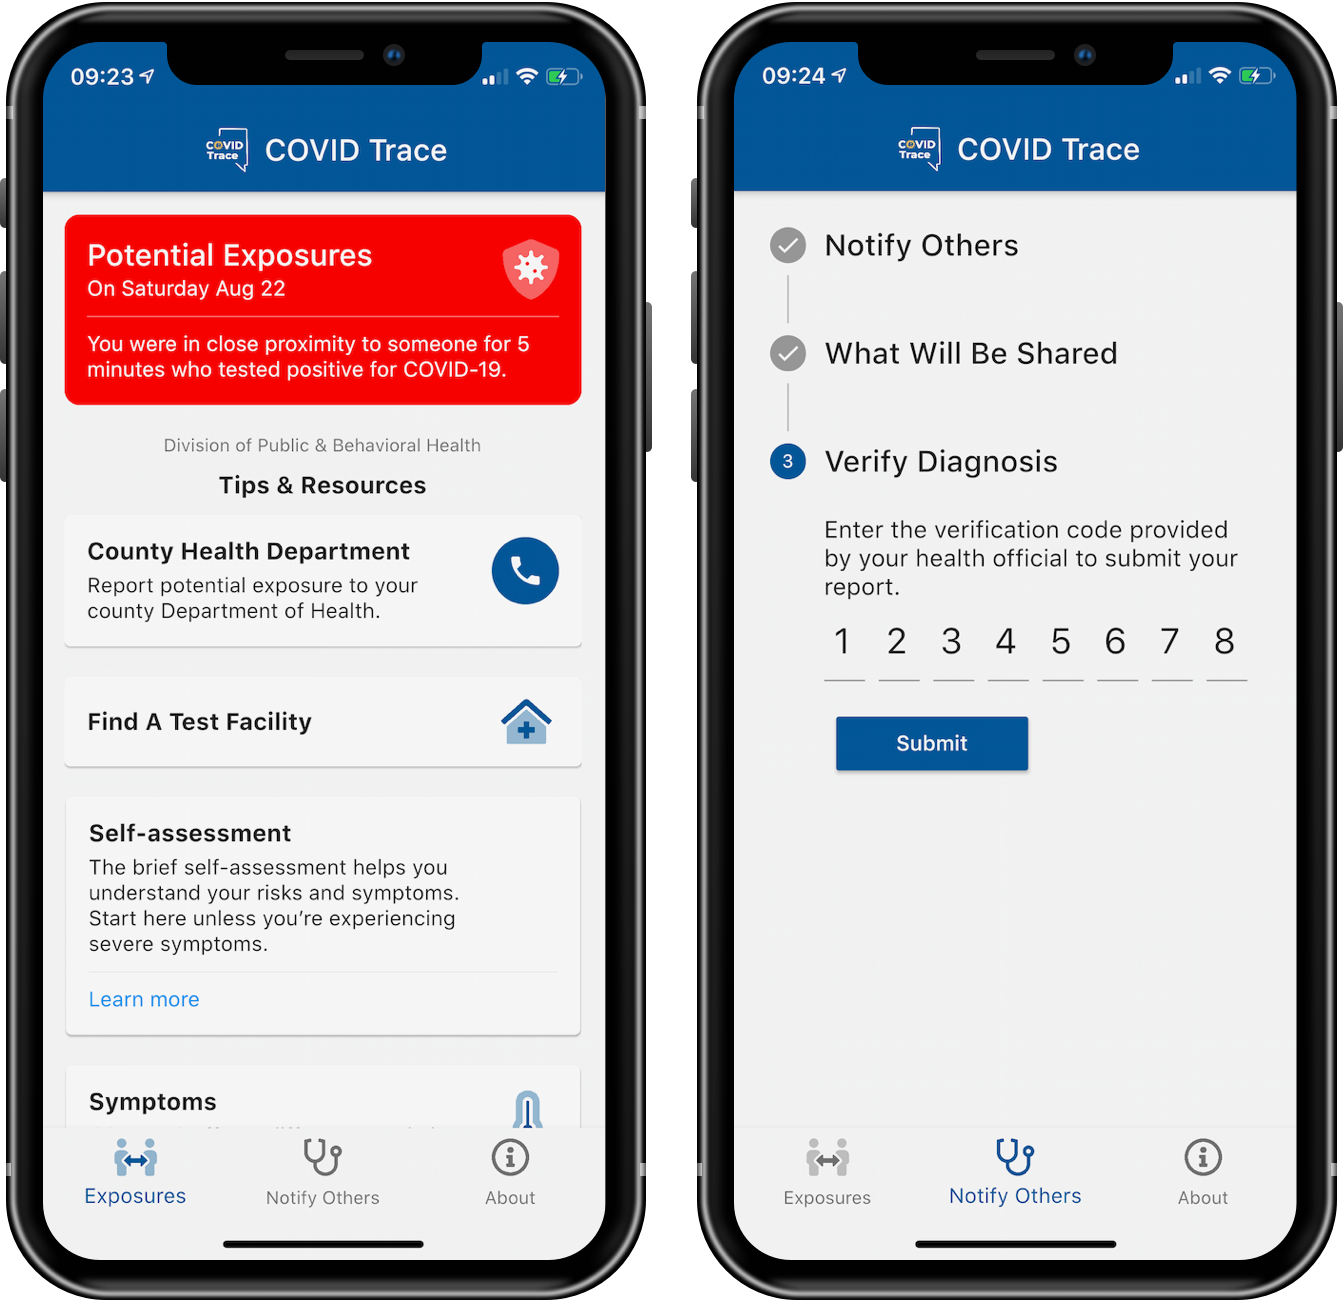 09:23
COVID
Trace
COVID Trace
Potential Exposures
On Saturday Aug 22
You were in close proximity to someone for 5
minutes who tested positive for COVID-19.
Division of Public & Behavioral Health
Tips & Resources
County Health Department
Report potential exposure to your
county Department of Health.
Find A Test Facility
Self-assessment
The brief self-assessment helps you
understand your risks and symptoms.
Start here unless you’re experiencing
severe symptoms.
Learn more
Symptoms
Exposures
Notify Others
About
09:24
COVID
Trace
COVID Trace
Notify Others
What Will Be Shared
3 Verify Diagnosis
Enter the verification code provided
by your health official to submit your
report.
1 2 3 4 5 6 7 8
Submit
Exposures
Notify Others
About